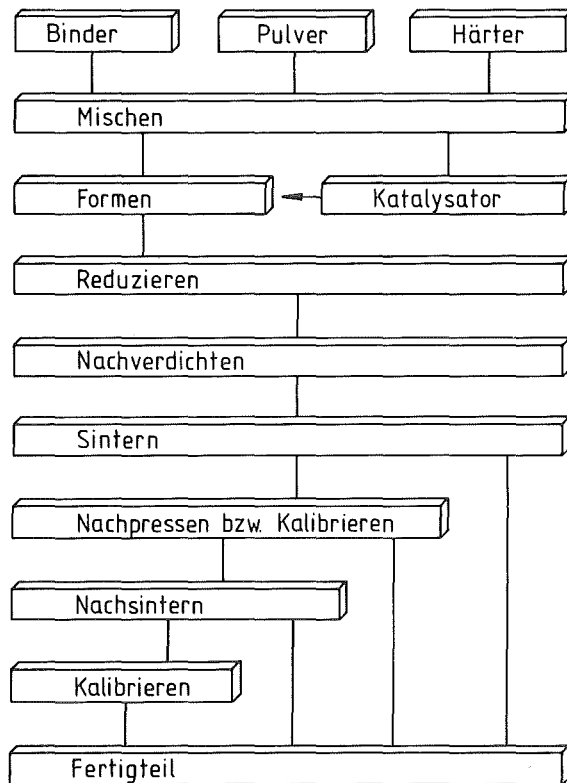 Binder
Pulver
Härter
Mischen
Formen
Katalysator
Reduzieren
Nachverdichten
Sintern
Nachpressen bzw. Kalibrieren
Nachsintern
Kalibrieren
Fertigteil